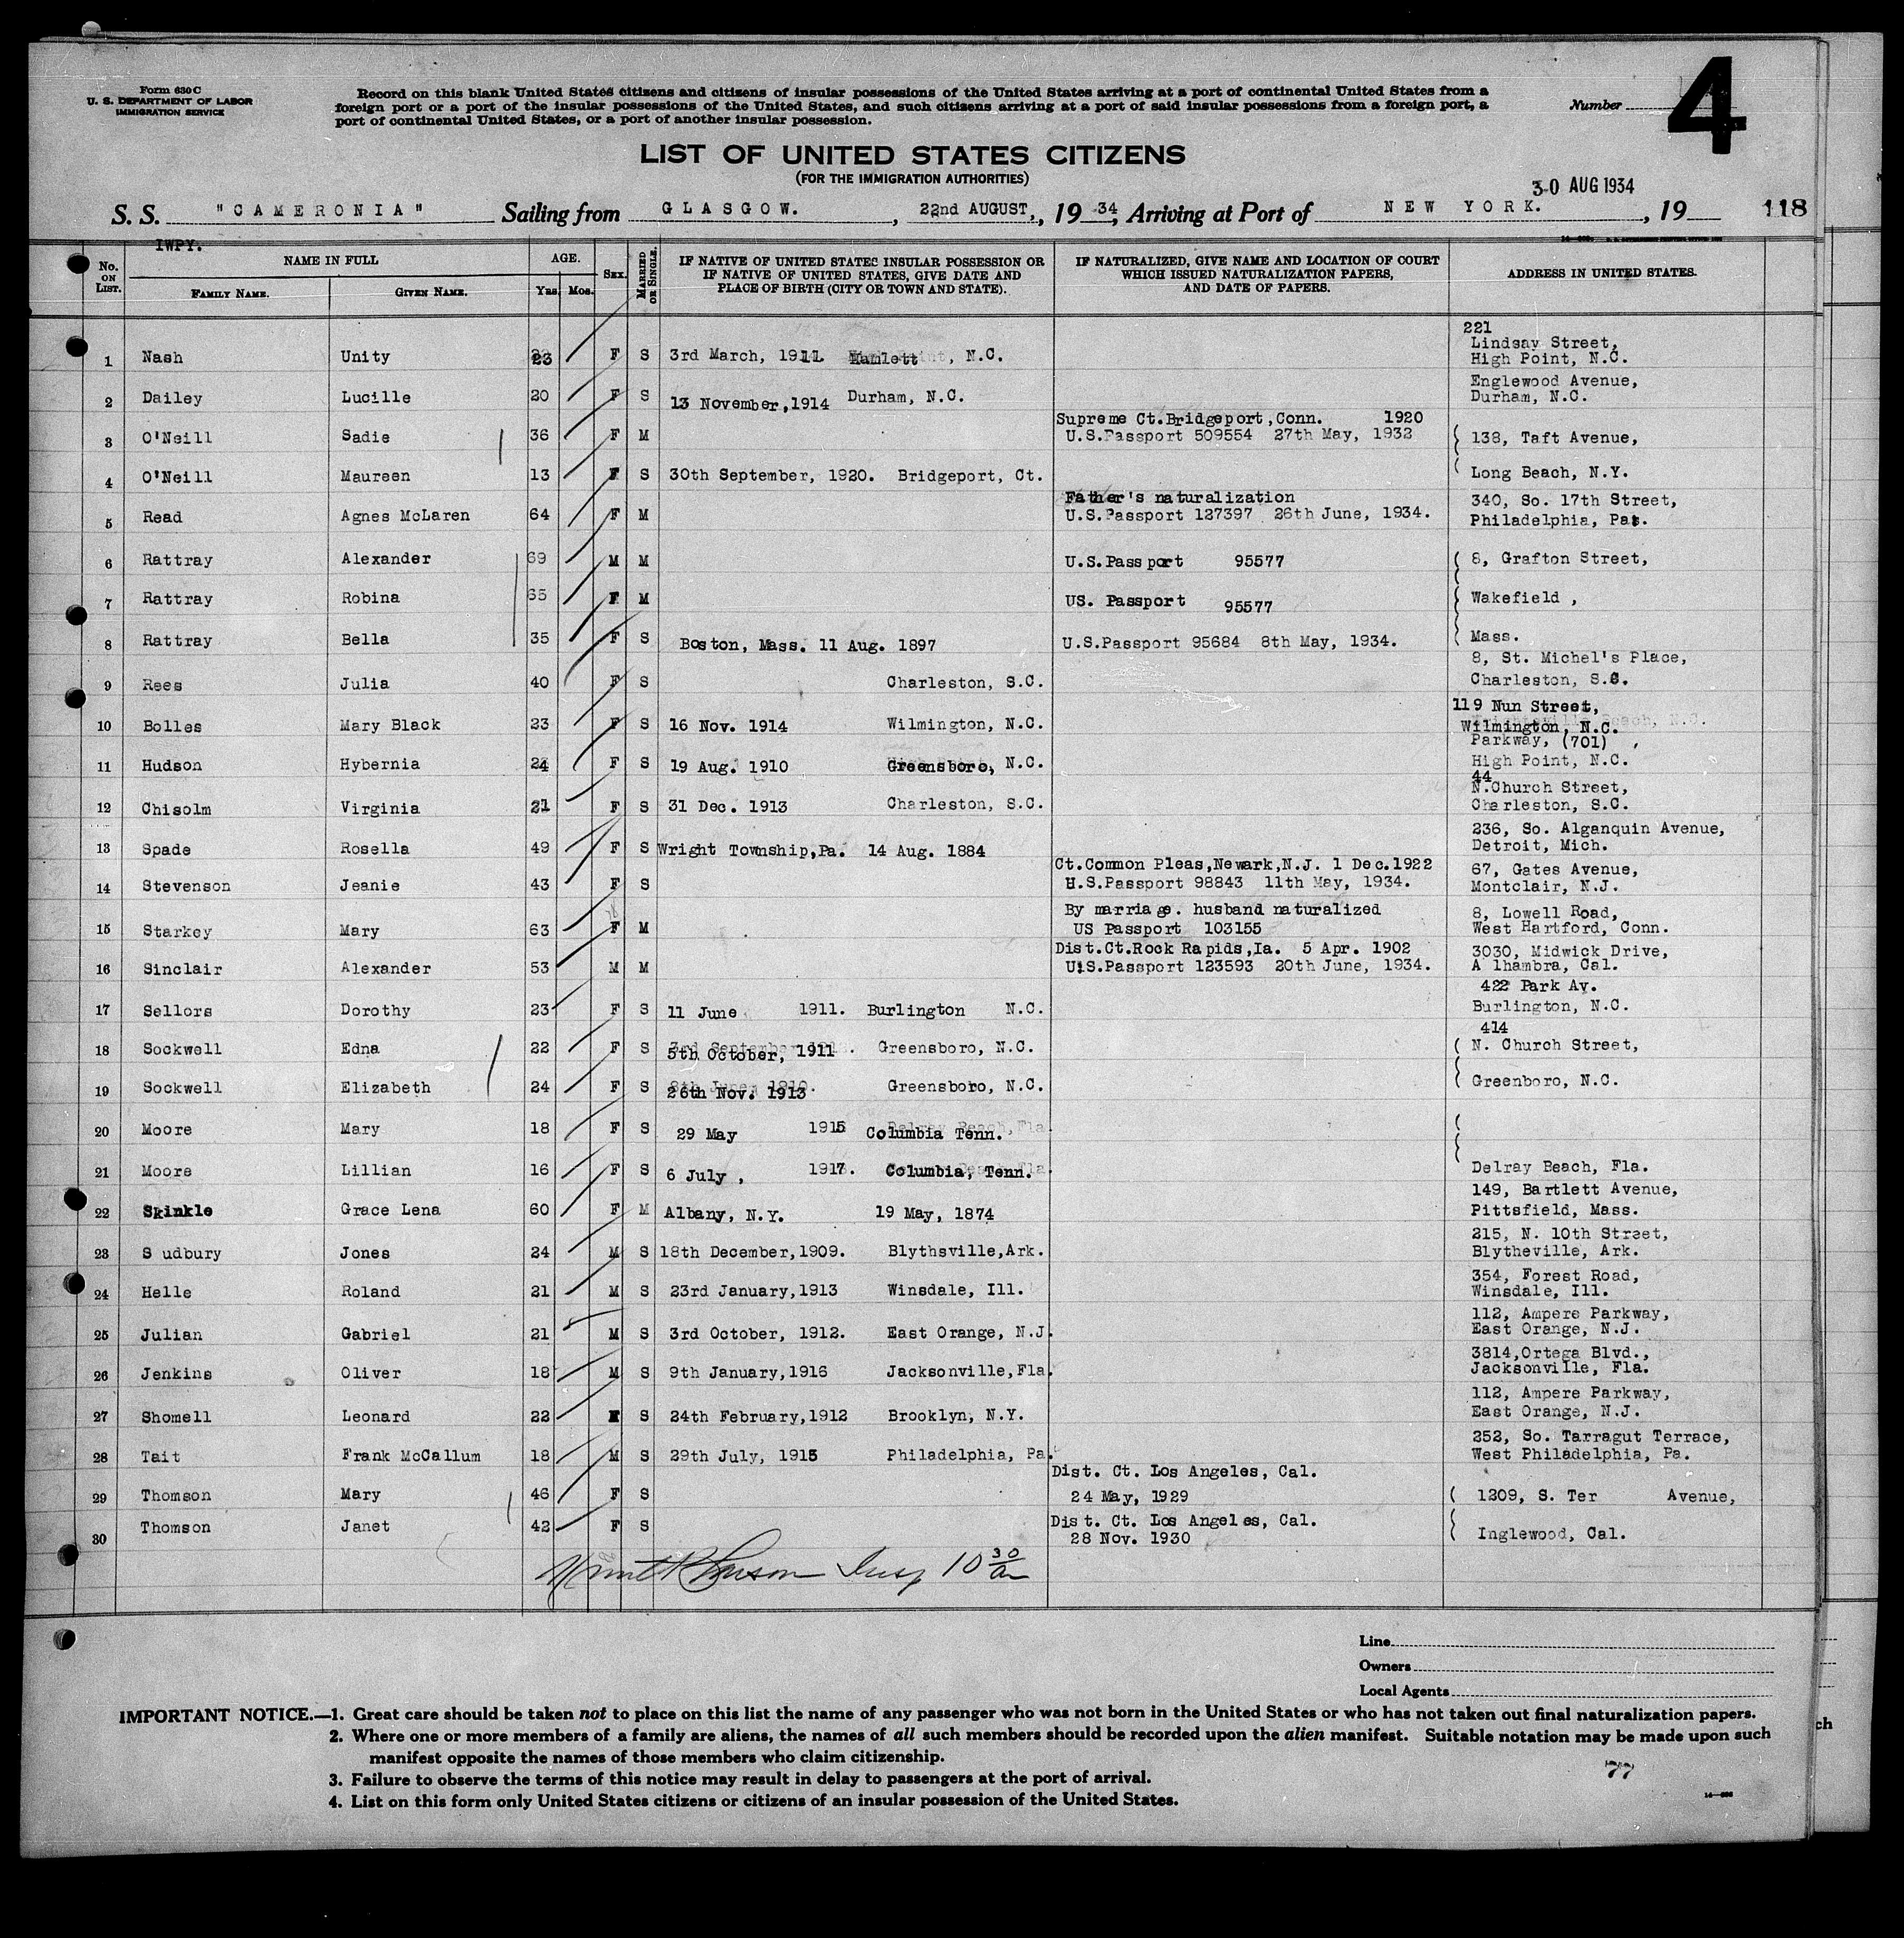 Form 630 C
U. S. DEPARTMENT OF LABOR
IMMIGRATION SERVICE
Record on this blank United States citizens and citizens of insular possessions of the United States arriving at a port of continental United States from a
foreign port or a port of the insular possessions of the United States, and such citizens arriving at a port of said insular possessions from a foreign port, a
port of continental United States, or a port of another insular possession.
Number 4
LIST OF UNITED STATES CITIZENS
(FOR THE IMMIGRATION AUTHORITIES)
30 AUG 1934
S. S. "CAMERONIA" Sailing from GLASGOW. , 22nd AUGUST, , 19 34, Arriving at Port of NEW YORK. , 19 118
IWPY.
No. ON LIST. NAME IN FULL FAMILY NAME. GIVEN NAME. AGE. Yrs. Mos. SEX. MARRIED OR SINGLE. IF NATIVE OF UNITED STATES INSULAR POSSESSION OR IF NATIVE OF UNITED STATES, GIVE DATE AND PLACE OF BIRTH (CITY OR TOWN AND STATE). IF NATURALIZED, GIVE NAME AND LOCATION OF COURT WHICH ISSUED NATURALIZATION PAPERS, AND DATE OF PAPERS. ADDRESS IN UNITED STATES.
1 Nash Unity 23 F S 3rd March, 1911. Hamlett, N.C. 221 Lindsay Street, High Point, N.C.
2 Dailey Lucille 20 F S 13 November, 1914 Durham, N.C. Englewood Avenue, Durham, N.C.
3 O'Neill Sadie 36 F M Supreme Ct.Bridgeport,Conn. 1920 U.S.Passport 509554 27th May, 1932 138, Taft Avenue,
4 O'Neill Maureen 13 F S 30th September, 1920. Bridgeport, Ct. Long Beach, N.Y.
5 Read Agnes McLaren 64 F M Father's naturalization U.S.Passport 127397 26th June, 1934. 340, So. 17th Street, Philadelphia, Pa.
6 Rattray Alexander 69 M M U.S.Passport 95577 8, Grafton Street,
7 Rattray Robina 65 F M US. Passport 95577 Wakefield ,
8 Rattray Bella 35 F S Boston, Mass. 11 Aug. 1897 U.S.Passport 95684 8th May, 1934. Mass.
9 Rees Julia 40 F S Charleston, S.C. 8, St. Michel's Place, Charleston, S.C.
10 Bolles Mary Black 23 F S 16 Nov. 1914 Wilmington, N.C. 119 Nun Street, Wilmington, N.C.
11 Hudson Hybernia 24 F S 19 Aug. 1910 Greensboro, N.C. Parkway, (701) , High Point, N.C.
12 Chisolm Virginia 21 F S 31 Dec. 1913 Charleston, S.C. 44 N.Church Street, Charleston, S.C.
13 Spade Rosella 49 F S Wright Township,Pa. 14 Aug. 1884 236, So. Alganquin Avenue, Detroit, Mich.
14 Stevenson Jeanie 43 F S Ct.Common Pleas,Newark,N.J. 1 Dec.1922 H.S.Passport 98843 11th May, 1934. 67, Gates Avenue, Montclair, N.J.
15 Starkey Mary 63 F M By marriage. husband naturalized US Passport 103155 8, Lowell Road, West Hartford, Conn.
16 Sinclair Alexander 53 M M Dist.Ct.Rock Rapids,Ia. 5 Apr. 1902 U.S.Passport 123593 20th June, 1934. 3030, Midwick Drive, A lhambra, Cal.
17 Sellors Dorothy 23 F S 11 June 1911. Burlington N.C. 422 Park Av. Burlington, N.C.
18 Sockwell Edna 22 F S 5th October, 1911. Greensboro, N.C. 414 N. Church Street,
19 Sockwell Elizabeth 24 F S 26th Nov. 1913 Greensboro, N.C. Greenboro, N.C.
20 Moore Mary 18 F S 29 May 1915 Columbia Tenn.
21 Moore Lillian 16 F S 6 July , 1917. Columbia, Tenn. Delray Beach, Fla.
22 Skinkle Grace Lena 60 F M Albany, N.Y. 19 May, 1874 149, Bartlett Avenue, Pittsfield, Mass.
23 S udbury Jones 24 M S 18th December,1909. Blythsville,Ark. 215, N. 10th Street, Blytheville, Ark.
24 Helle Roland 21 M S 23rd January,1913 Winsdale, Ill. 354, Forest Road, Winsdale, Ill.
25 Julian Gabriel 21 M S 3rd October, 1912. East Orange, N.J. 112, Ampere Parkway, East Orange, N.J.
26 Jenkins Oliver 18 M S 9th January,1916 Jacksonville,Fla. 3814,Ortega Blvd., Jacksonville, Fla.
27 Shomell Leonard 22 M S 24th February,1912 Brooklyn, N.Y. 112, Ampere Parkway, East Orange, N.J.
28 Tait Frank McCallum 18 M S 29th July, 1915 Philadelphia, Pa. 252, So. Tarragut Terrace, West Philadelphia, Pa.
29 Thomson Mary 46 F S Dist. Ct. Los Angeles, Cal. 24 May, 1929 1209, S. Ter Avenue,
30 Thomson Janet 42 F S Dist. Ct. Los Angeles, Cal. 28 Nov. 1930 Inglewood, Cal.
Insp 10 30 am
Line
Owners
Local Agents
IMPORTANT NOTICE.—1. Great care should be taken not to place on this list the name of any passenger who was not born in the United States or who has not taken out final naturalization papers.
2. Where one or more members of a family are aliens, the names of all such members should be recorded upon the alien manifest. Suitable notation may be made upon such
manifest opposite the names of those members who claim citizenship.
3. Failure to observe the terms of this notice may result in delay to passengers at the port of arrival.
4. List on this form only United States citizens or citizens of an insular possession of the United States.
77